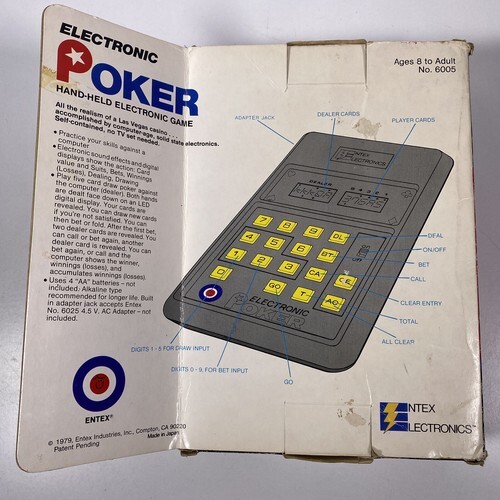 ELECTRONIC
POKER
HAND-HELD ELECTRONIC GAME
All the realism of a Las Vegas casino . . .
accomplished by computer-age, solid state electronics.
Self-contained, no TV set needed.
• Practice your skills against a
computer.
• Electronic sound effects and digital
displays show the action: Card
value and Suits, Bets, Winnings
(Losses), Dealing, Drawing
• Play five card draw poker against
the computer (dealer). Both hands
are dealt face down on an LED
digital display. Your cards are
revealed. You can draw new cards
if you're not satisfied. You can
then bet or fold. After the first bet,
two dealer cards are revealed. You
can call or bet again, another
dealer card is revealed. You can
bet again, or call and the
computer shows the winner,
winnings (losses), and
accumulates winnings (losses).
• Uses 4 "AA" batteries – not
included. Alkaline type
recommended for longer life. Built
in adapter jack accepts Entex
No. 6025 4.5 V. AC Adapter – not
included.
ENTEX®
© 1979, Entex Industries, Inc., Compton, CA 90220
Made in Japan
Patent Pending
Ages 8 to Adult
No. 6005
ADAPTER JACK
DEALER CARDS
PLAYER CARDS
ENTEX
ELECTRONICS
DEALER
7 8 9 DL
4 5 6 BT
1 2 3 CA CE
0 GO T AC
ELECTRONIC
POKER
DEAL
ON/OFF
BET
CALL
CLEAR ENTRY
TOTAL
ALL CLEAR
DIGITS 1 - 5 FOR DRAW INPUT
DIGITS 0 - 9, FOR BET INPUT
GO
ENTEX
ELECTRONICS™